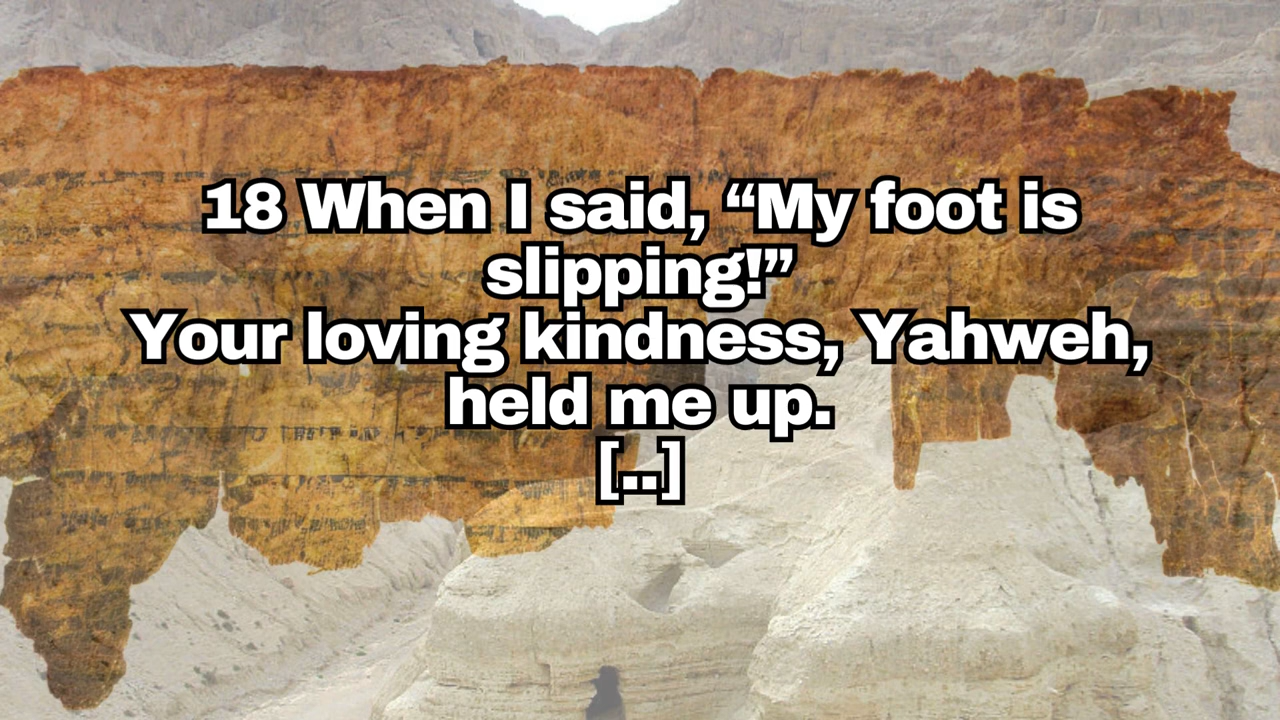 18 When I said, “My foot is
slipping!”
Your loving kindness, Yahweh,
held me up.
[..]